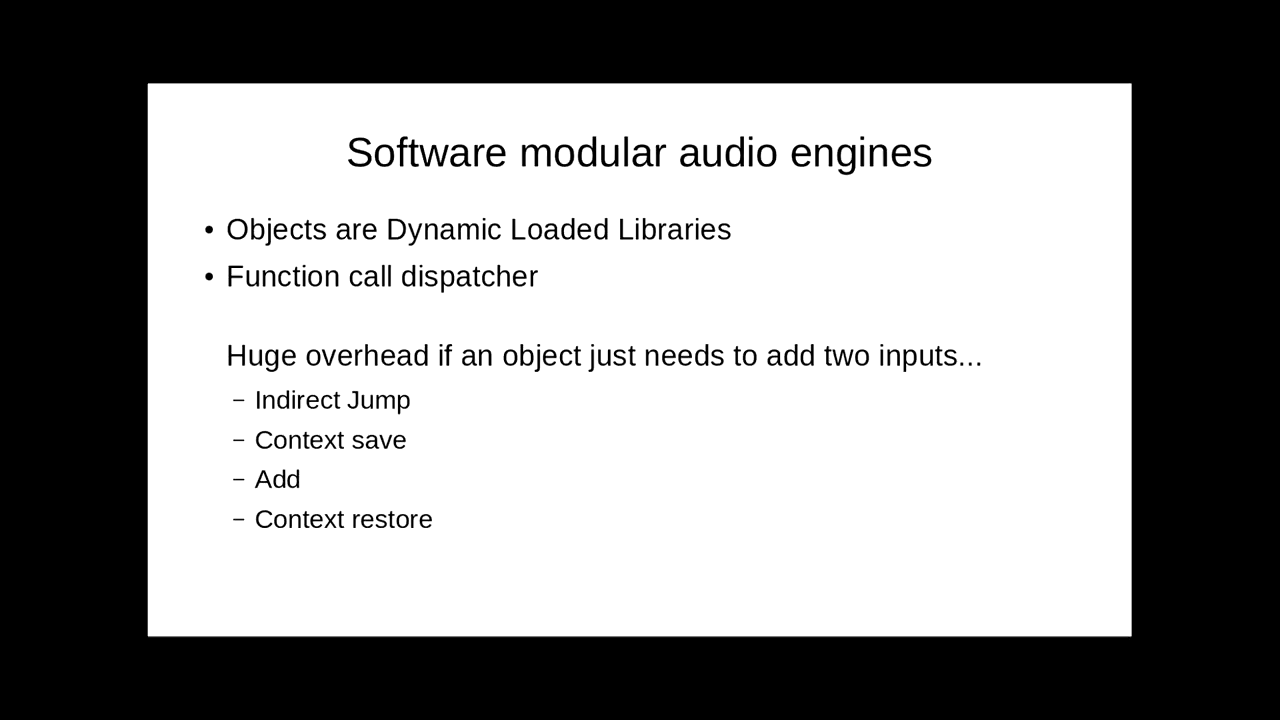 Software modular audio engines
• Objects are Dynamic Loaded Libraries
• Function call dispatcher
Huge overhead if an object just needs to add two inputs...
– Indirect Jump
– Context save
– Add
– Context restore